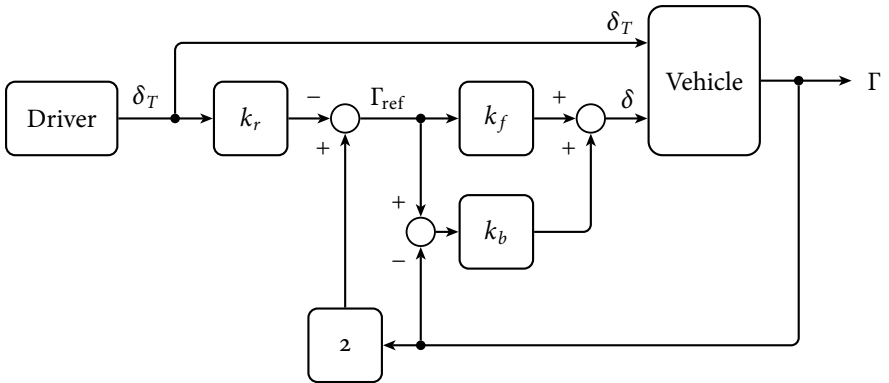 δ_T
Vehicle
Γ
Driver
δ_T
k_r
−
+
Γ_ref
k_f
+
+
δ
+
−
k_b
2